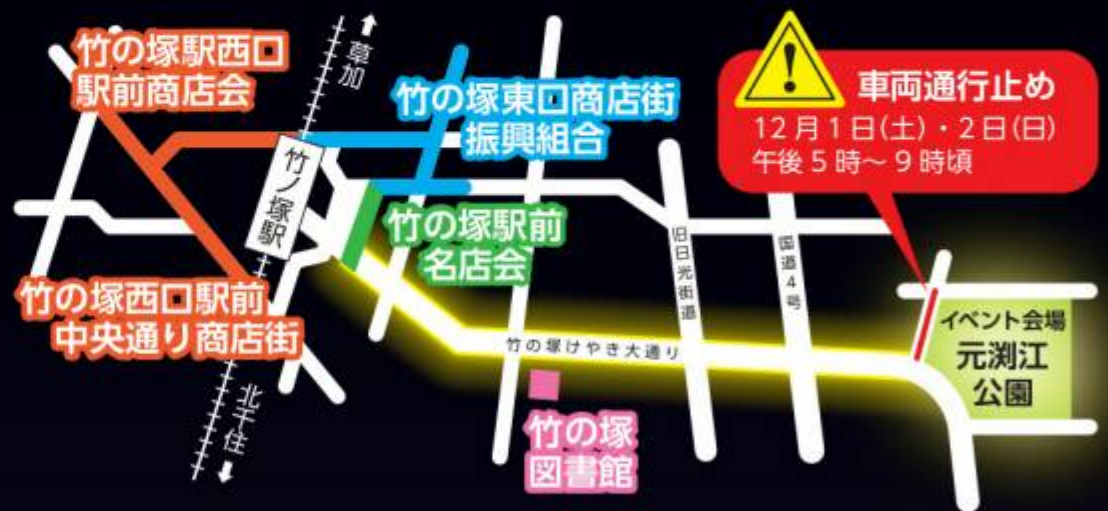 竹の塚駅西口
駅前商店会
草加
竹の塚東口商店街
振興組合
車両通行止め
12月1日(土)・2日(日)
午後5時〜9時頃
竹ノ塚駅
竹の塚駅前
名店会
旧日光街道
国道4号
竹の塚西口駅前
中央通り商店街
竹の塚けやき大通り
イベント会場
元渕江
公園
北千住
竹の塚
図書館